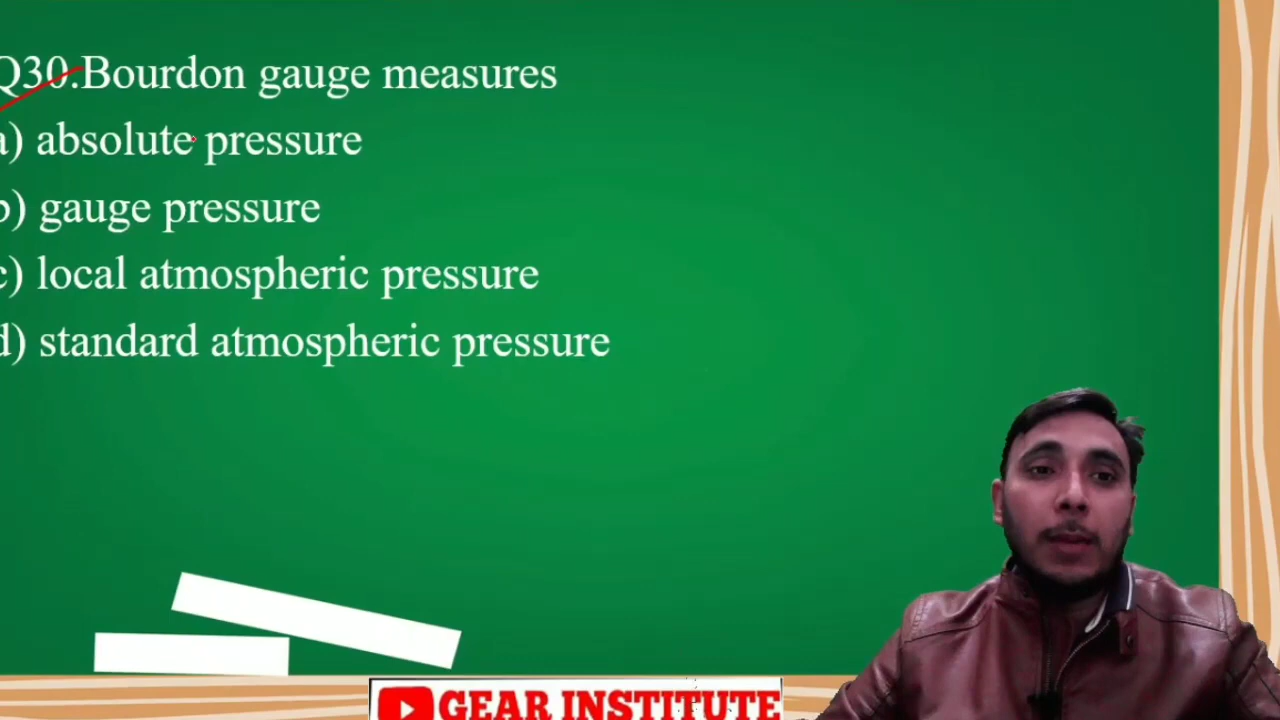 Q30.Bourdon gauge measures
a) absolute pressure
b) gauge pressure
c) local atmospheric pressure
d) standard atmospheric pressure
GEAR INSTITUTE